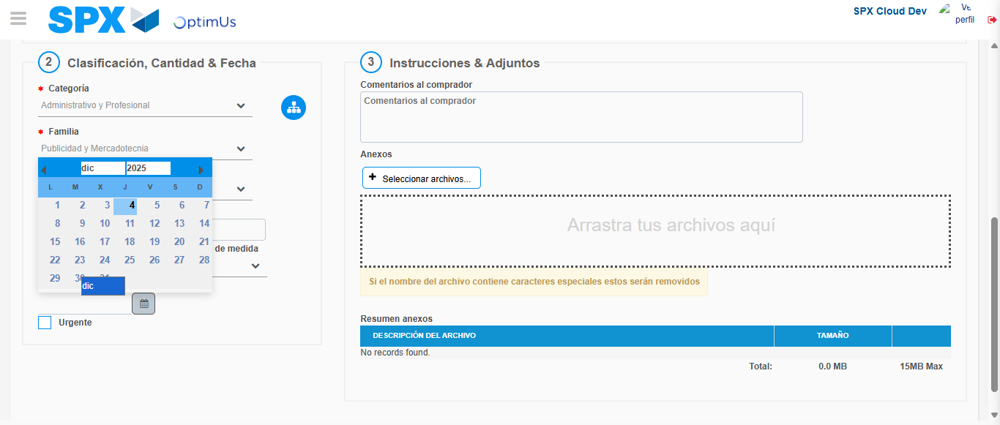 SPX
OptimUs
SPX Cloud Dev
Ve
perfil
2
Clasificación, Cantidad & Fecha
* Categoría
Administrativo y Profesional
* Familia
Publicidad y Mercadotecnia
dic 2025
L M X J V S D
1 2 3 4 5 6 7
8 9 10 11 12 13 14
15 16 17 18 19 20 21
22 23 24 25 26 27 28
29 30 31
dic
de medida
Urgente
3
Instrucciones & Adjuntos
Comentarios al comprador
Comentarios al comprador
Anexos
+ Seleccionar archivos...
Arrastra tus archivos aquí
Si el nombre del archivo contiene caracteres especiales estos serán removidos
Resumen anexos
DESCRIPCIÓN DEL ARCHIVO TAMAÑO
No records found.
Total: 0.0 MB 15MB Max